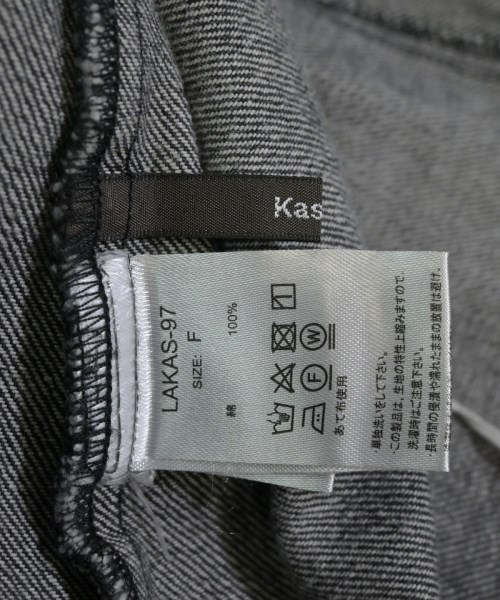 Kas
LAKAS-97
SIZE: F
綿 100%
F W
あて布使用
・単独洗いをして下さい。
・この製品は、生地の特性上縮みますので、
洗濯時はご注意下さい。
長時間の浸漬や濡れたままの放置は避け、